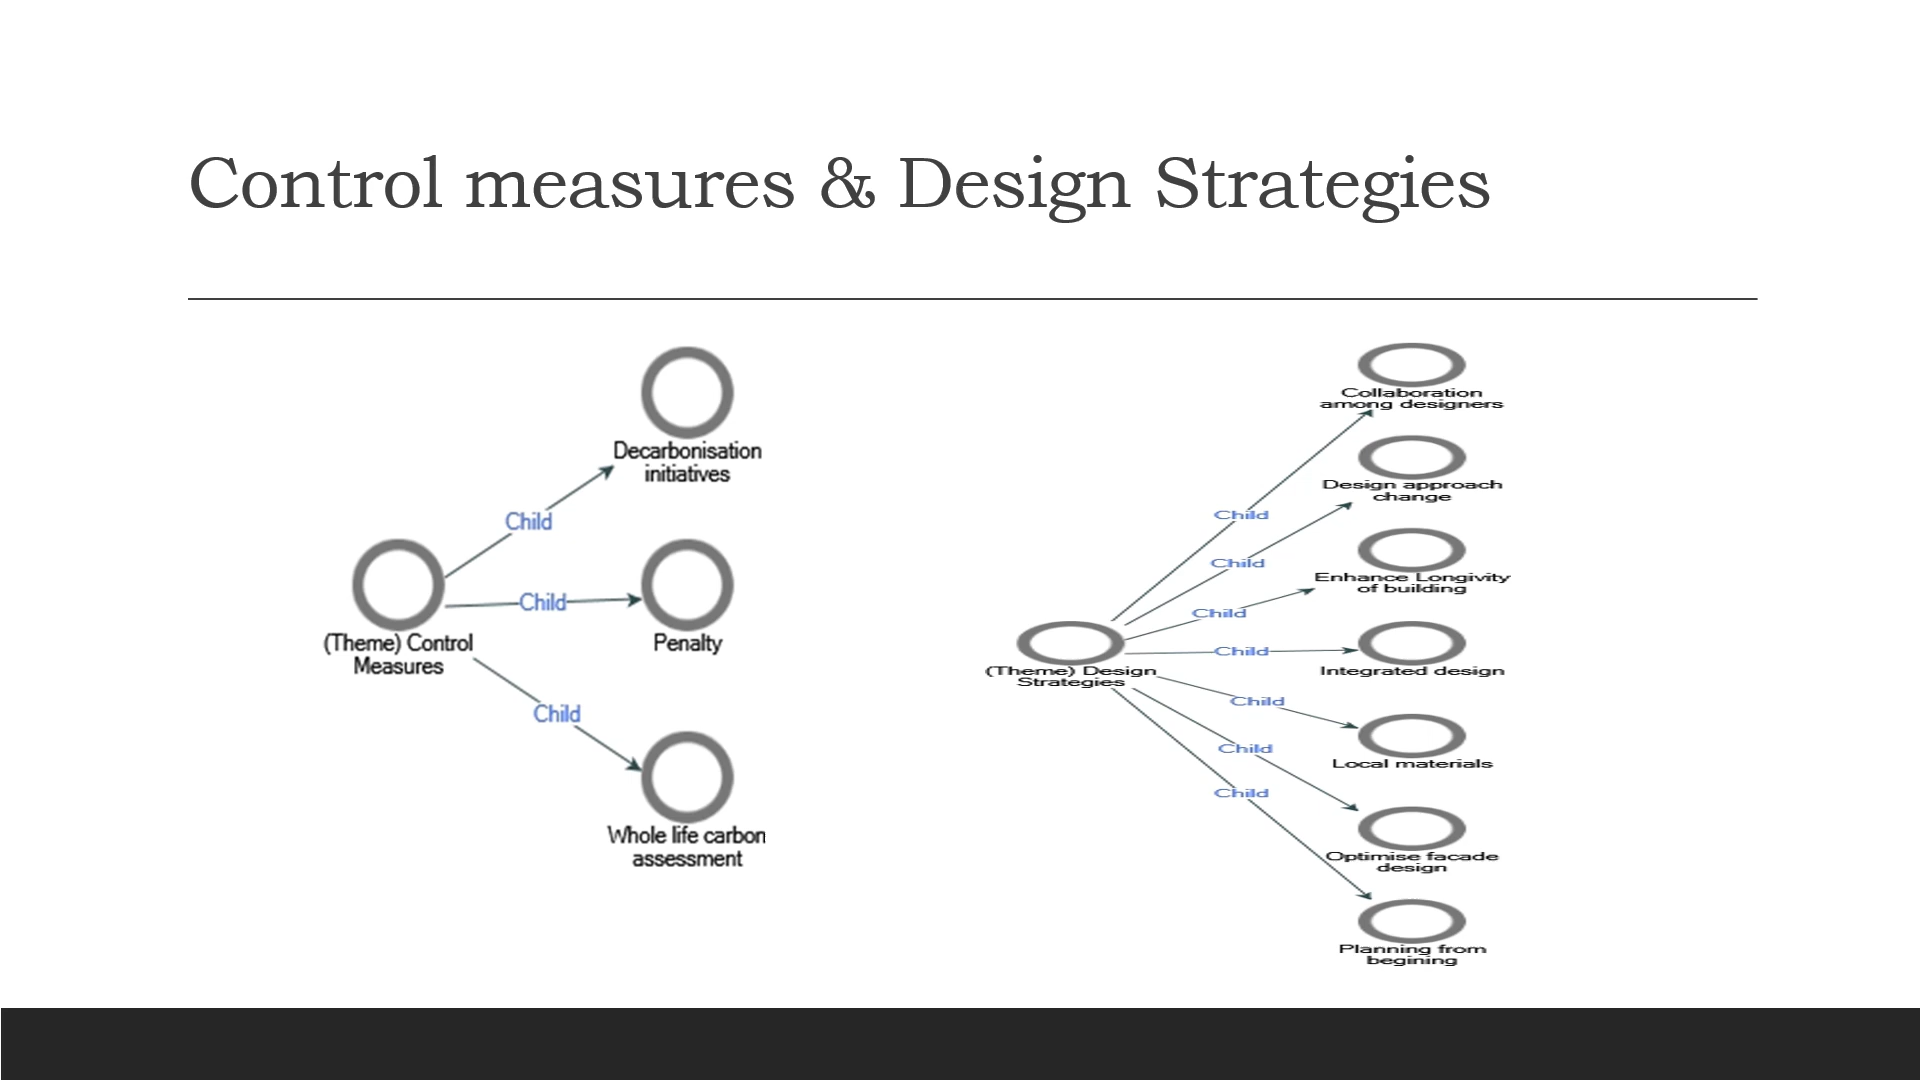 Control measures & Design Strategies
Decarbonisation
initiatives
Child
Child
(Theme) Control
Measures
Penalty
Child
Whole life carbon
assessment
Collaboration
among designers
Design approach
change
Child
Child
Enhance Longivity
of building
Child
(Theme) Design
Strategies
Child
Integrated design
Child
Local materials
Child
Child
Optimise facade
design
Planning from
begining